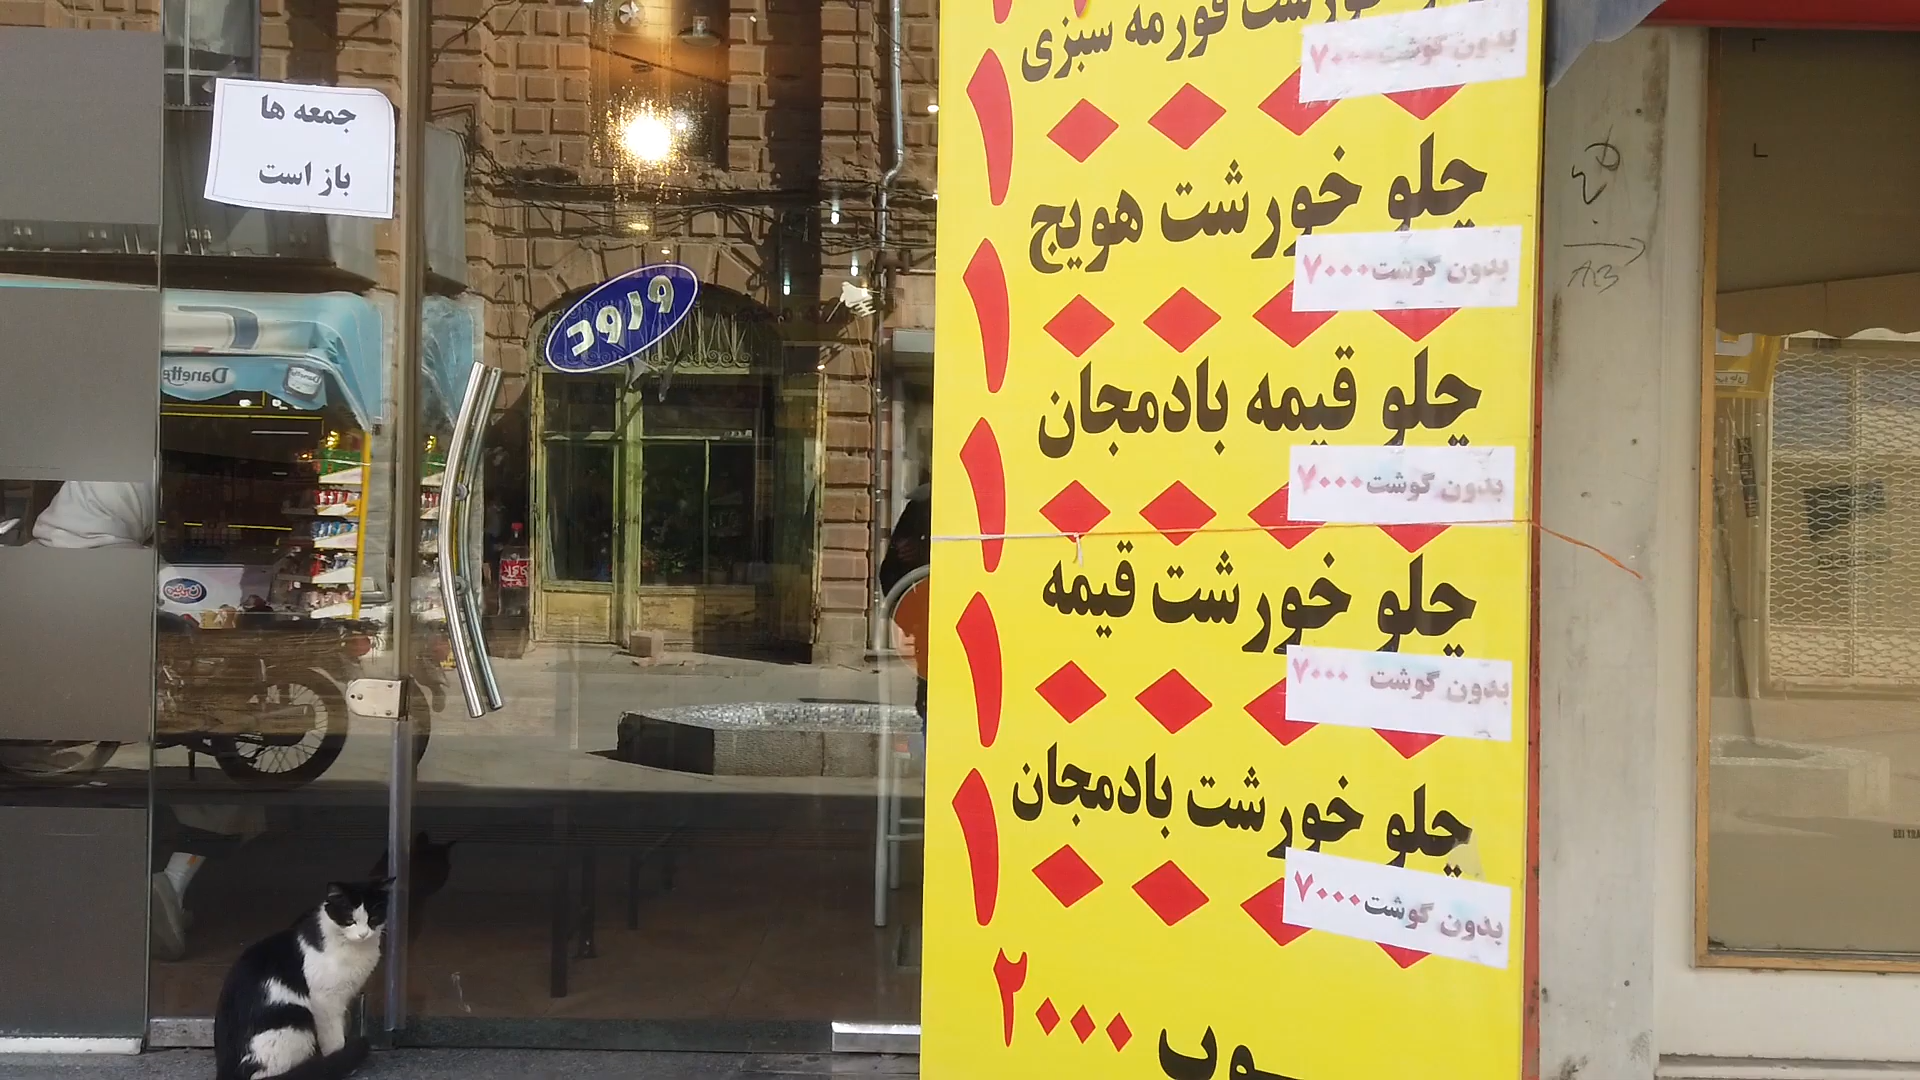 جمعه ها
باز است
ورود
Danette
خورشت قورمه سبزی
بدون گوشت ۷۰۰۰
۱۰۰۰۰
چلو خورشت هویج
بدون گوشت ۷۰۰۰
۱۰۰۰۰
چلو قیمه بادمجان
بدون گوشت ۷۰۰۰
۱۰۰۰۰
چلو خورشت قیمه
بدون گوشت ۷۰۰۰
۱۰۰۰۰
چلو خورشت بادمجان
بدون گوشت ۷۰۰۰
۱۰۰۰۰
۲۰۰۰